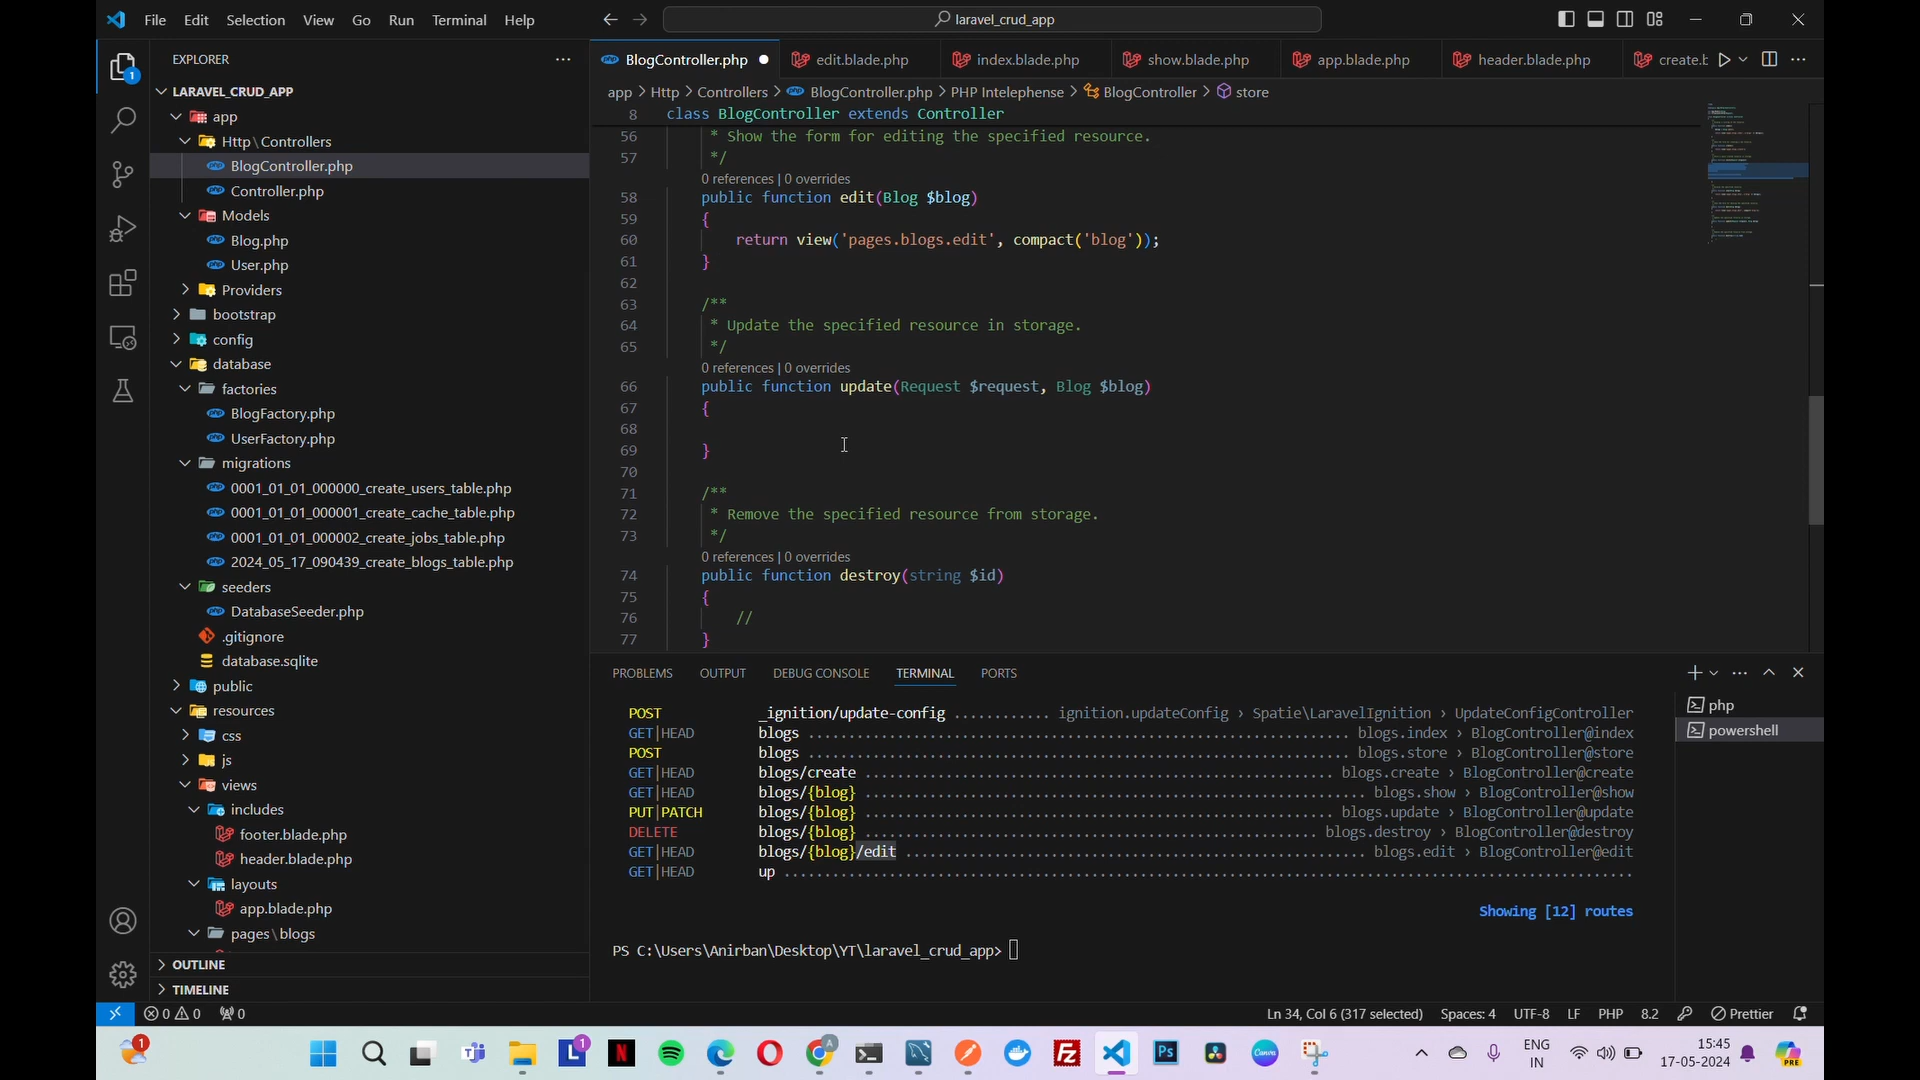 File Edit Selection View Go Run Terminal Help
laravel_crud_app
EXPLORER
LARAVEL_CRUD_APP
app
Http\Controllers
BlogController.php
Controller.php
Models
Blog.php
User.php
Providers
bootstrap
config
database
factories
BlogFactory.php
UserFactory.php
migrations
0001_01_01_000000_create_users_table.php
0001_01_01_000001_create_cache_table.php
0001_01_01_000002_create_jobs_table.php
2024_05_17_090439_create_blogs_table.php
seeders
DatabaseSeeder.php
.gitignore
database.sqlite
public
resources
css
js
views
includes
footer.blade.php
header.blade.php
layouts
app.blade.php
pages\blogs
OUTLINE
TIMELINE
BlogController.php edit.blade.php index.blade.php show.blade.php app.blade.php header.blade.php create.b
app > Http > Controllers > BlogController.php > PHP Intelephense > BlogController > store
8 class BlogController extends Controller
56 * Show the form for editing the specified resource.
57 */
0 references | 0 overrides
58 public function edit(Blog $blog)
59 {
60 return view('pages.blogs.edit', compact('blog'));
61 }
62
63 /**
64 * Update the specified resource in storage.
65 */
0 references | 0 overrides
66 public function update(Request $request, Blog $blog)
67 {
68
69 }
70
71 /**
72 * Remove the specified resource from storage.
73 */
0 references | 0 overrides
74 public function destroy(string $id)
75 {
76 //
77 }
PROBLEMS OUTPUT DEBUG CONSOLE TERMINAL PORTS
POST _ignition/update-config ............ ignition.updateConfig › Spatie\LaravelIgnition › UpdateConfigController
GET|HEAD blogs ............................................................... blogs.index › BlogController@index
POST blogs ............................................................... blogs.store › BlogController@store
GET|HEAD blogs/create ...................................................... blogs.create › BlogController@create
GET|HEAD blogs/{blog} .......................................................... blogs.show › BlogController@show
PUT|PATCH blogs/{blog} ...................................................... blogs.update › BlogController@update
DELETE blogs/{blog} .................................................... blogs.destroy › BlogController@destroy
GET|HEAD blogs/{blog}/edit ..................................................... blogs.edit › BlogController@edit
GET|HEAD up ..................................................................................................
Showing [12] routes
PS C:\Users\Anirban\Desktop\YT\laravel_crud_app>
php
powershell
0 0 0 Ln 34, Col 6 (317 selected) Spaces: 4 UTF-8 LF PHP 8.2 Prettier
ENG
IN
15:45
17-05-2024